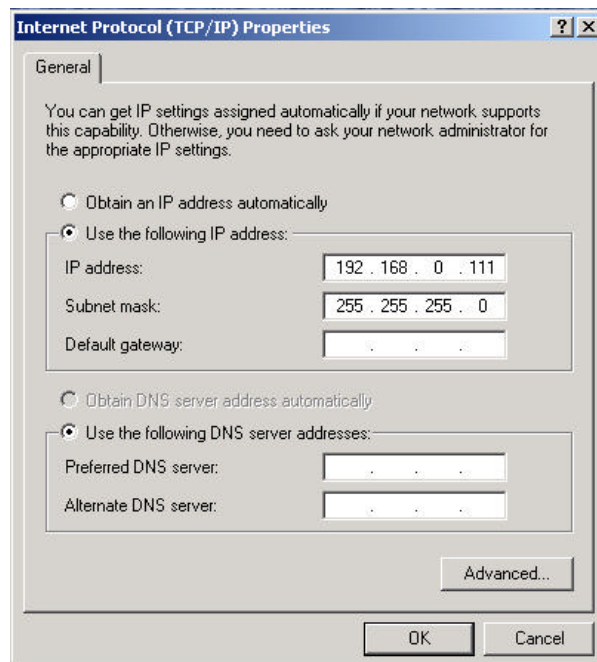 Internet Protocol (TCP/IP) Properties
General
You can get IP settings assigned automatically if your network supports
this capability. Otherwise, you need to ask your network administrator for
the appropriate IP settings.
Obtain an IP address automatically
Use the following IP address:
IP address: 192 . 168 . 0 . 111
Subnet mask: 255 . 255 . 255 . 0
Default gateway: . . .
Obtain DNS server address automatically
Use the following DNS server addresses:
Preferred DNS server: . . .
Alternate DNS server: . . .
Advanced...
OK Cancel